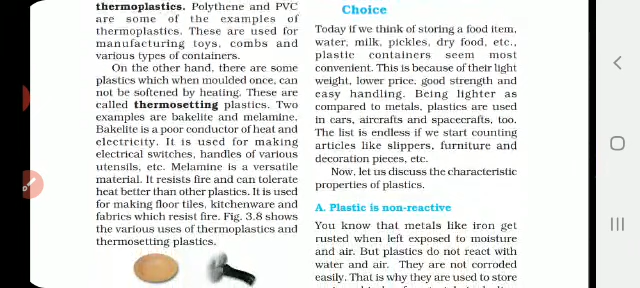 thermoplastics. Polythene and PVC
are some of the examples of
thermoplastics. These are used for
manufacturing toys, combs and
various types of containers.
On the other hand, there are some
plastics which when moulded once, can
not be softened by heating. These are
called thermosetting plastics. Two
examples are bakelite and melamine.
Bakelite is a poor conductor of heat and
electricity. It is used for making
electrical switches, handles of various
utensils, etc. Melamine is a versatile
material. It resists fire and can tolerate
heat better than other plastics. It is used
for making floor tiles, kitchenware and
fabrics which resist fire. Fig. 3.8 shows
the various uses of thermoplastics and
thermosetting plastics.
Choice
Today if we think of storing a food item,
water, milk, pickles, dry food, etc.,
plastic containers seem most
convenient. This is because of their light
weight, lower price, good strength and
easy handling. Being lighter as
compared to metals, plastics are used
in cars, aircrafts and spacecrafts, too.
The list is endless if we start counting
articles like slippers, furniture and
decoration pieces, etc.
Now, let us discuss the characteristic
properties of plastics.
A. Plastic is non-reactive
You know that metals like iron get
rusted when left exposed to moisture
and air. But plastics do not react with
water and air. They are not corroded
easily. That is why they are used to store